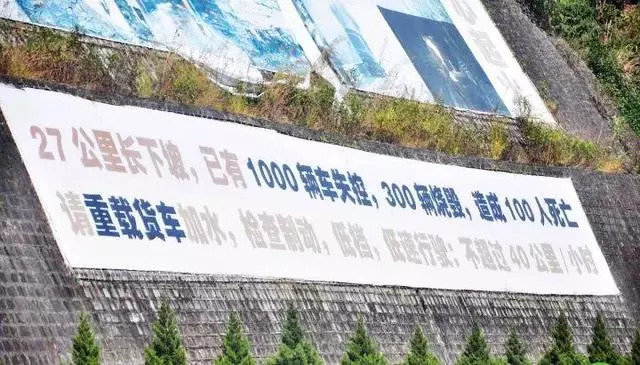 27公里长下坡，已有1000辆车失控，300辆烧毁，造成100人死亡
请重载货车加水，检查制动，低挡，低速行驶；不超过40公里/小时